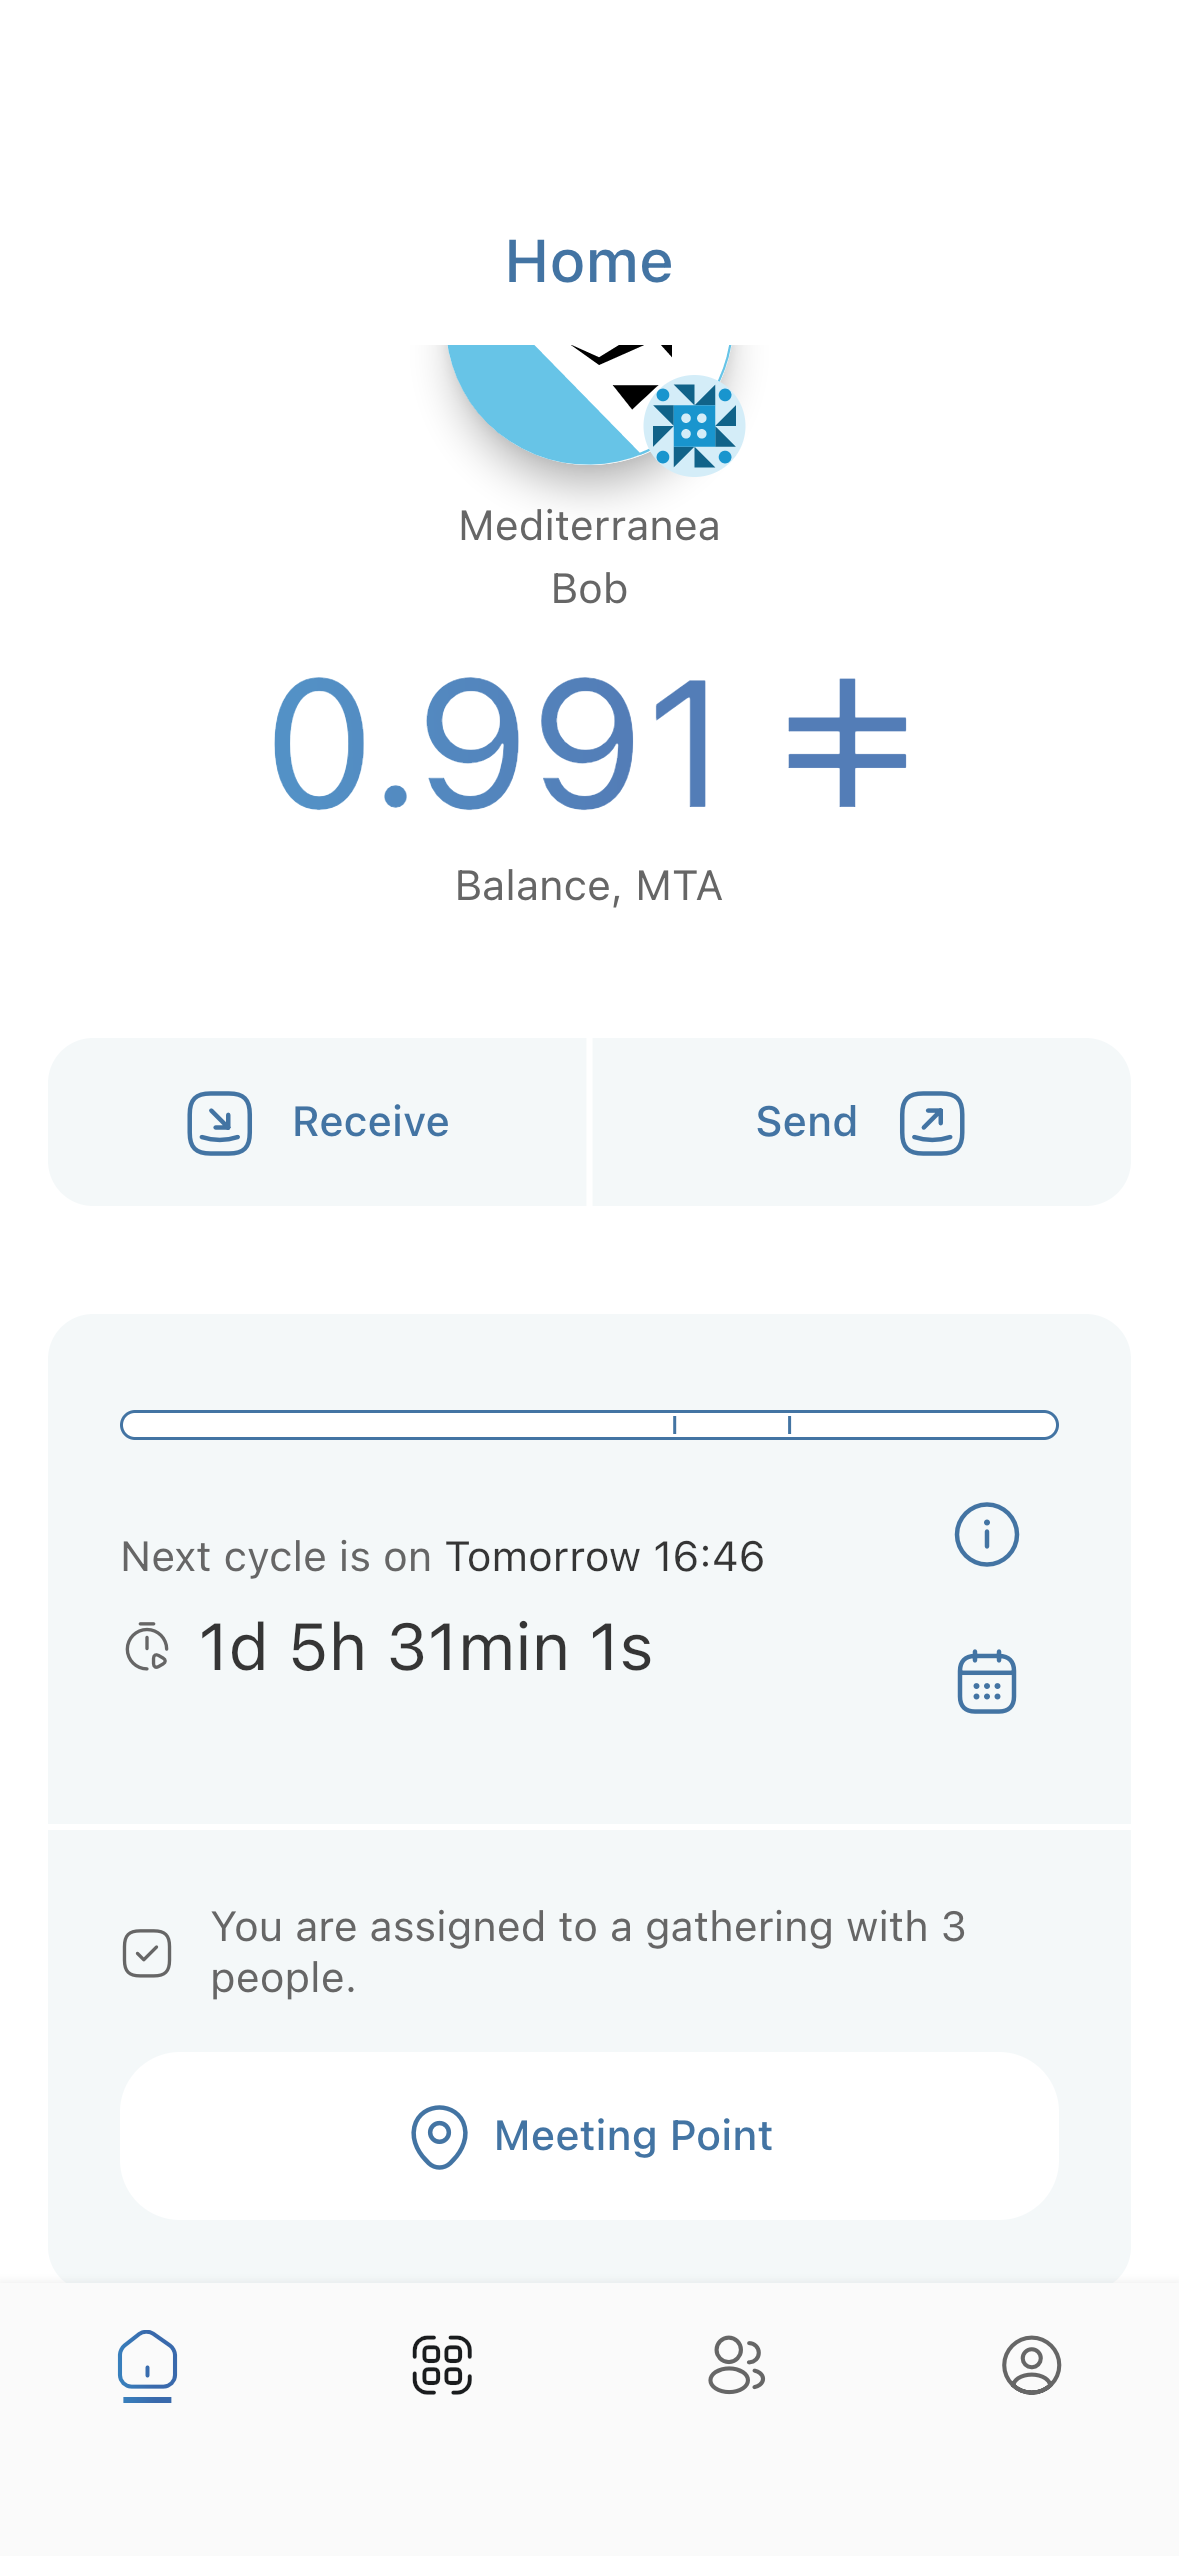 Home
Mediterranea
Bob
0.991 ␩
Balance, MTA
Receive
Send
Next cycle is on Tomorrow 16:46
1d 5h 31min 1s
You are assigned to a gathering with 3
people.
Meeting Point